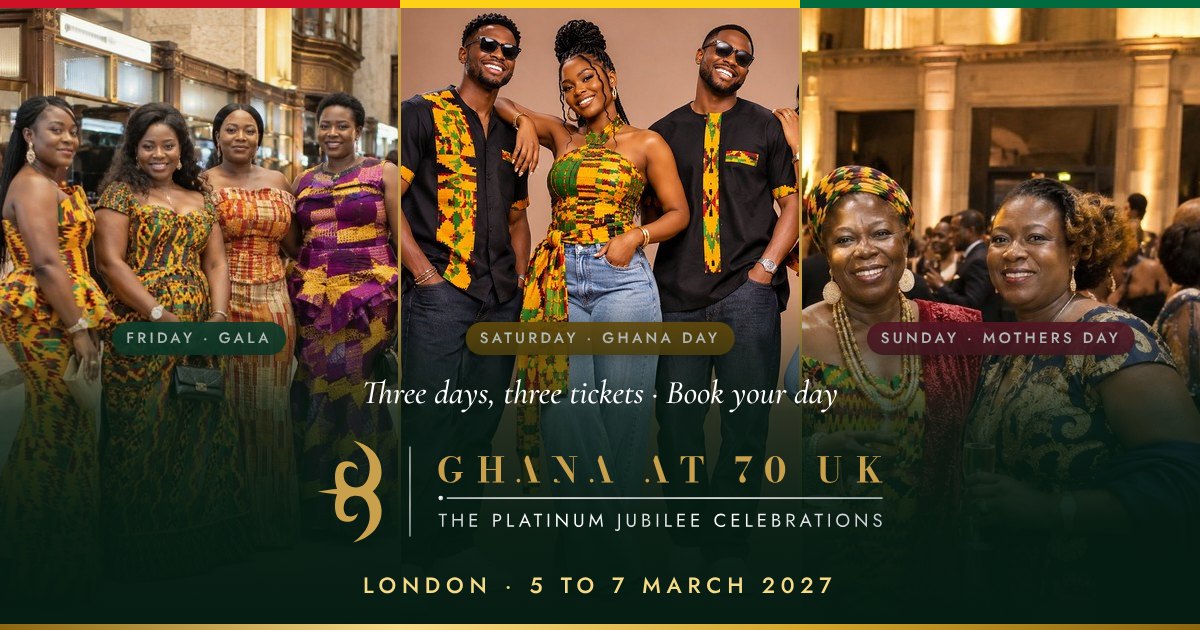 FRIDAY · GALA
SATURDAY · GHANA DAY
SUNDAY · MOTHERS DAY
Three days, three tickets · Book your day
GHANA AT 70 UK
THE PLATINUM JUBILEE CELEBRATIONS
LONDON · 5 TO 7 MARCH 2027